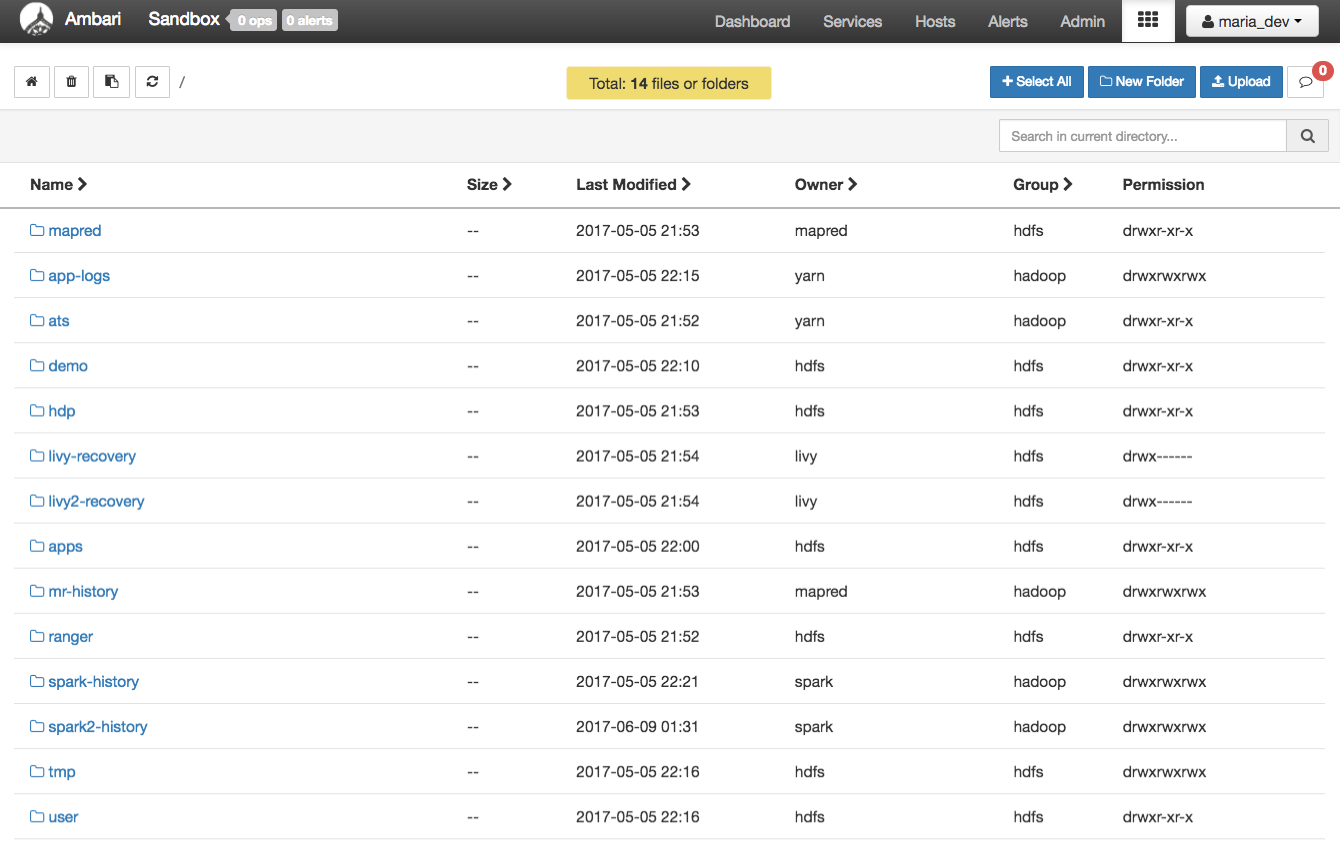 Ambari Sandbox 0 ops 0 alerts Dashboard Services Hosts Alerts Admin maria_dev
/ Total: 14 files or folders Select All New Folder Upload 0
Search in current directory...
Name Size Last Modified Owner Group Permission
mapred -- 2017-05-05 21:53 mapred hdfs drwxr-xr-x
app-logs -- 2017-05-05 22:15 yarn hadoop drwxrwxrwx
ats -- 2017-05-05 21:52 yarn hadoop drwxr-xr-x
demo -- 2017-05-05 22:10 hdfs hdfs drwxr-xr-x
hdp -- 2017-05-05 21:53 hdfs hdfs drwxr-xr-x
livy-recovery -- 2017-05-05 21:54 livy hdfs drwx------
livy2-recovery -- 2017-05-05 21:54 livy hdfs drwx------
apps -- 2017-05-05 22:00 hdfs hdfs drwxr-xr-x
mr-history -- 2017-05-05 21:53 mapred hadoop drwxrwxrwx
ranger -- 2017-05-05 21:52 hdfs hdfs drwxr-xr-x
spark-history -- 2017-05-05 22:21 spark hadoop drwxrwxrwx
spark2-history -- 2017-06-09 01:31 spark hadoop drwxrwxrwx
tmp -- 2017-05-05 22:16 hdfs hdfs drwxrwxrwx
user -- 2017-05-05 22:16 hdfs hdfs drwxr-xr-x